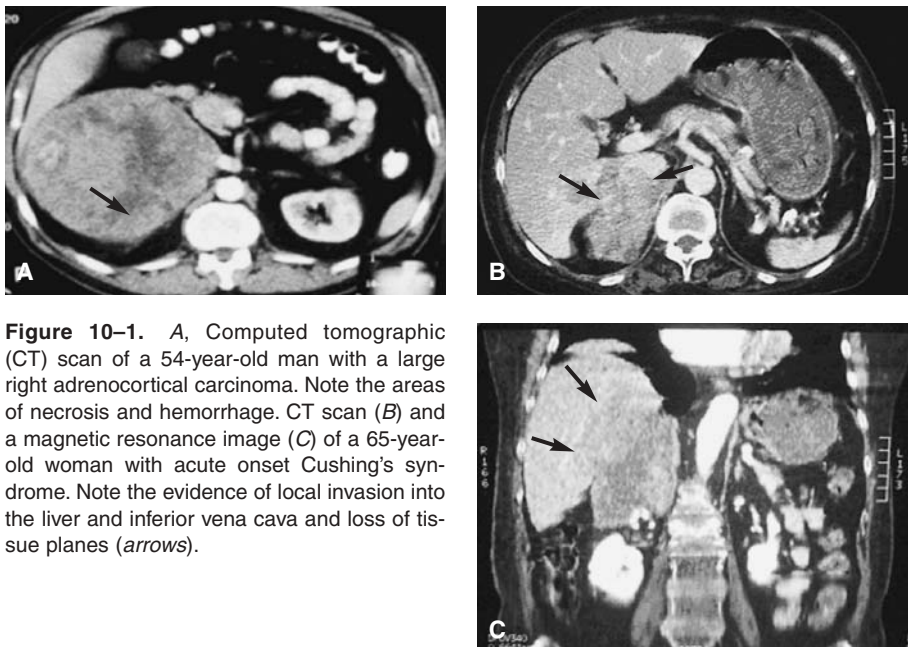 20
A
B
Figure 10–1. A, Computed tomographic
(CT) scan of a 54-year-old man with a large
right adrenocortical carcinoma. Note the areas
of necrosis and hemorrhage. CT scan (B) and
a magnetic resonance image (C) of a 65-year-
old woman with acute onset Cushing's syn-
drome. Note the evidence of local invasion into
the liver and inferior vena cava and loss of tis-
sue planes (arrows).
C